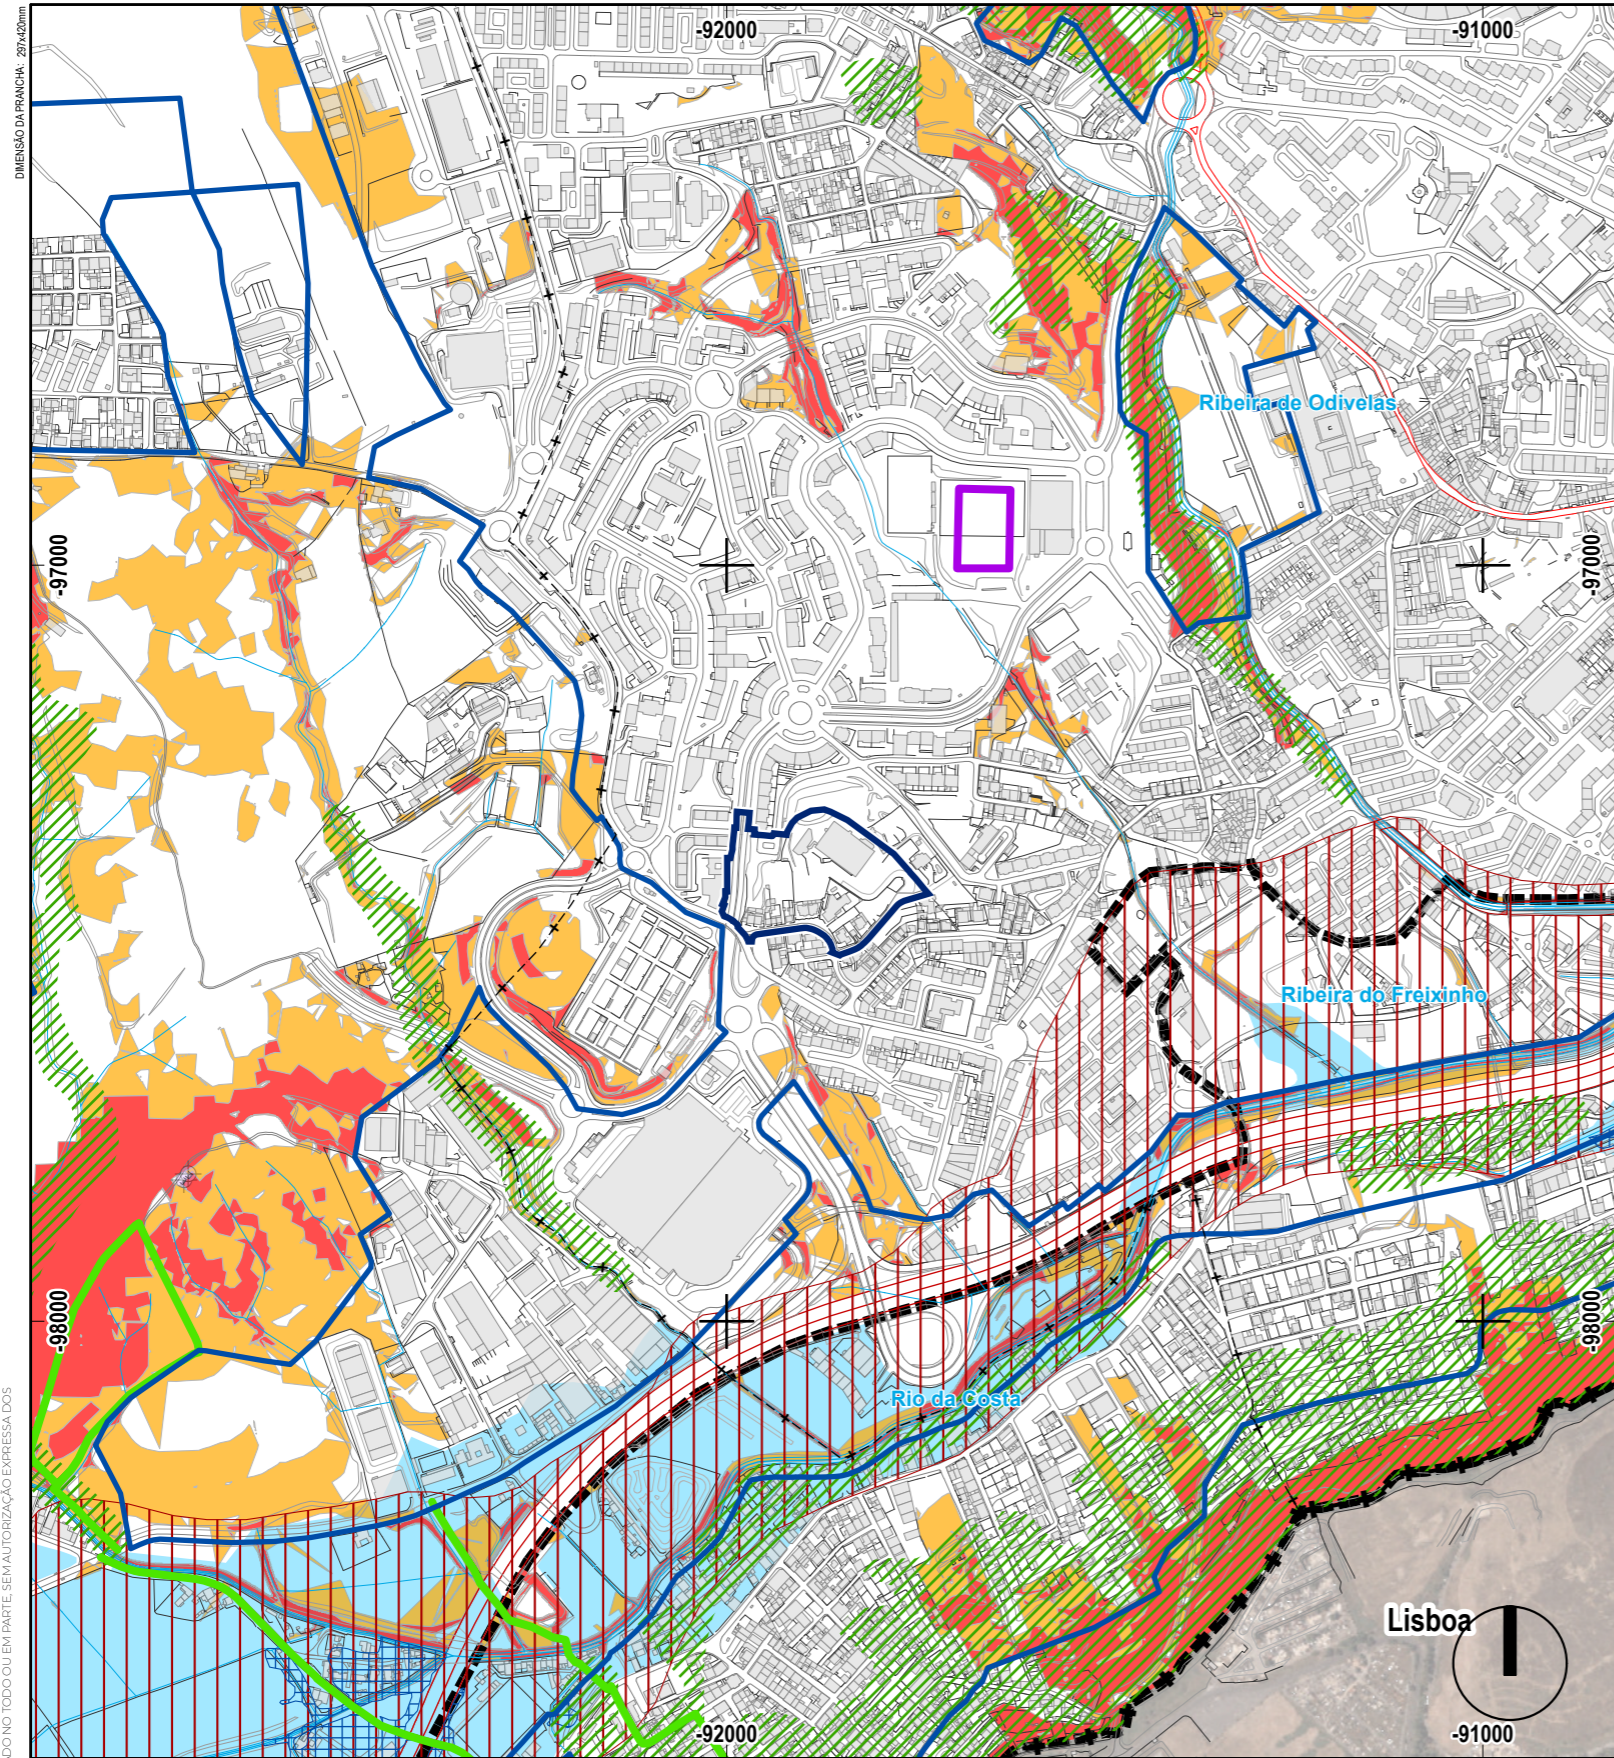 DIMENSÃO DA PRANCHA: 297x420mm
-92000
-91000
Ribeira de Odivelas
-97000
-97000
Ribeira do Freixinho
-98000
-98000
Rio da Costa
DO NO TODO OU EM PARTE, SEM AUTORIZAÇÃO EXPRESSA DOS
Lisboa
-92000
-91000